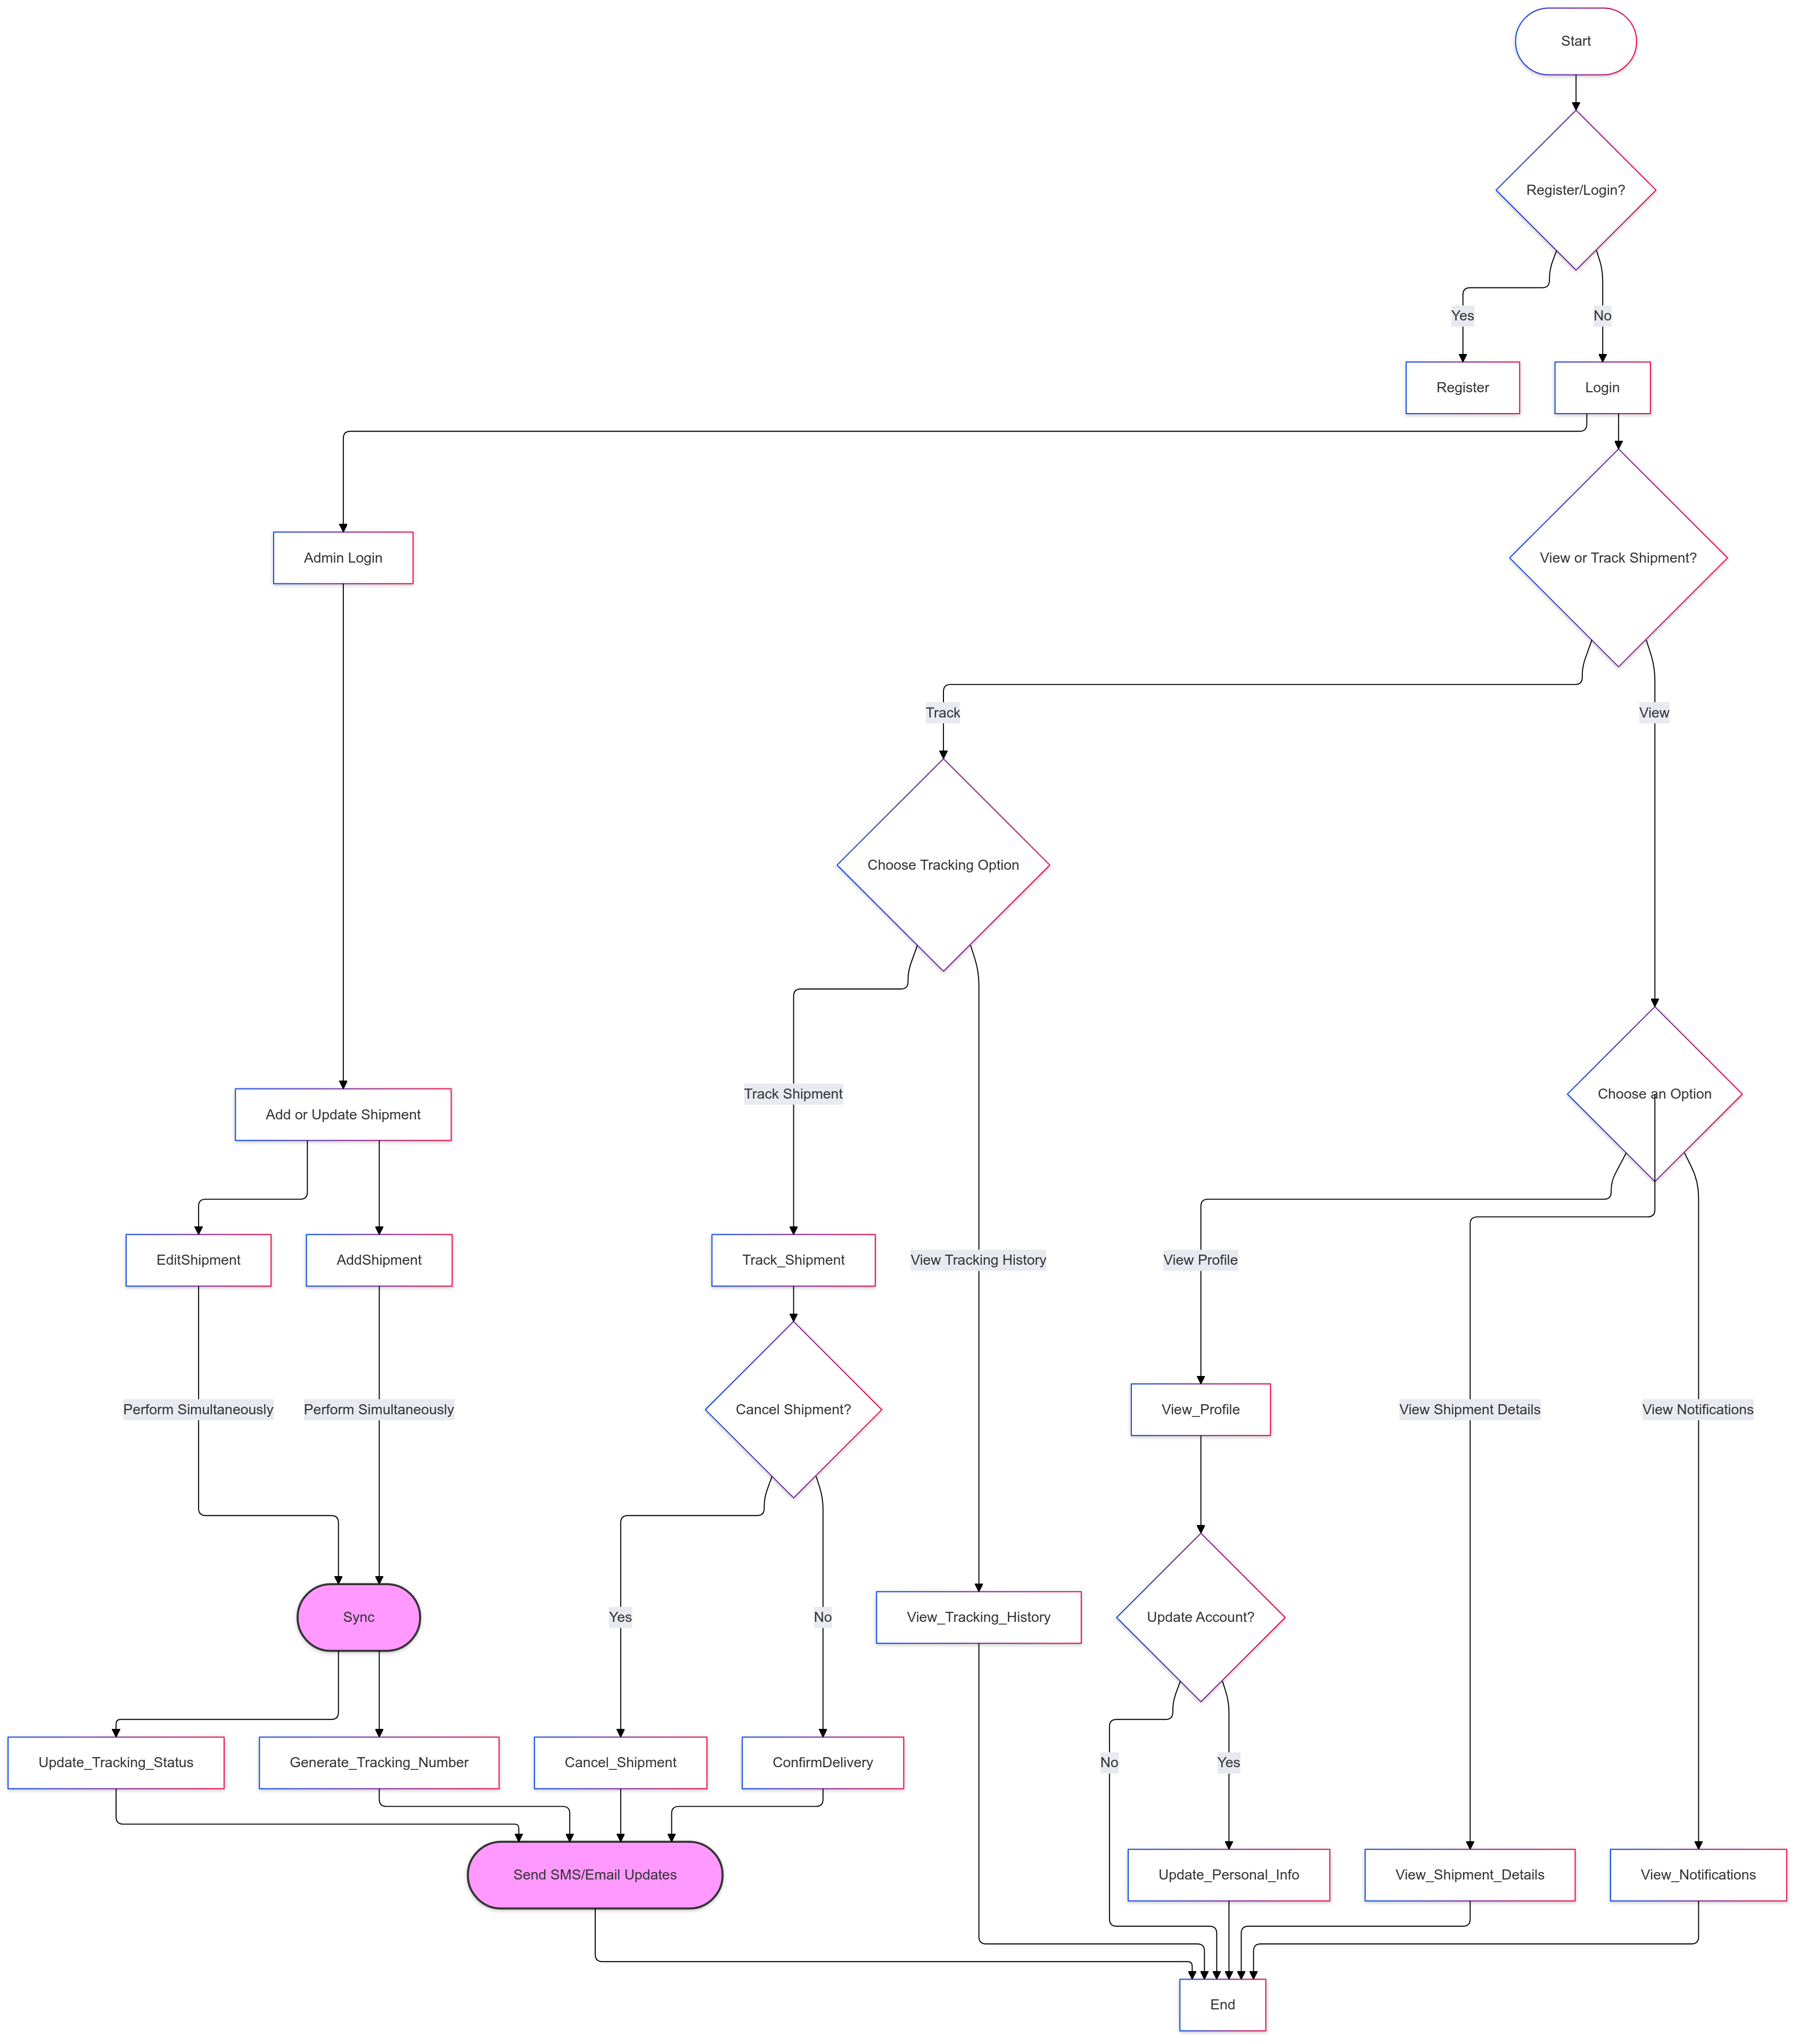 Start
Register/Login?
Yes
No
Register
Login
Admin Login
View or Track Shipment?
Track
View
Choose Tracking Option
Track Shipment
Choose an Option
Add or Update Shipment
EditShipment
AddShipment
Track_Shipment
View Tracking History
View Profile
Perform Simultaneously
Perform Simultaneously
Cancel Shipment?
View_Profile
View Shipment Details
View Notifications
Sync
Yes
No
View_Tracking_History
Update Account?
Update_Tracking_Status
Generate_Tracking_Number
Cancel_Shipment
ConfirmDelivery
No
Yes
Send SMS/Email Updates
Update_Personal_Info
View_Shipment_Details
View_Notifications
End